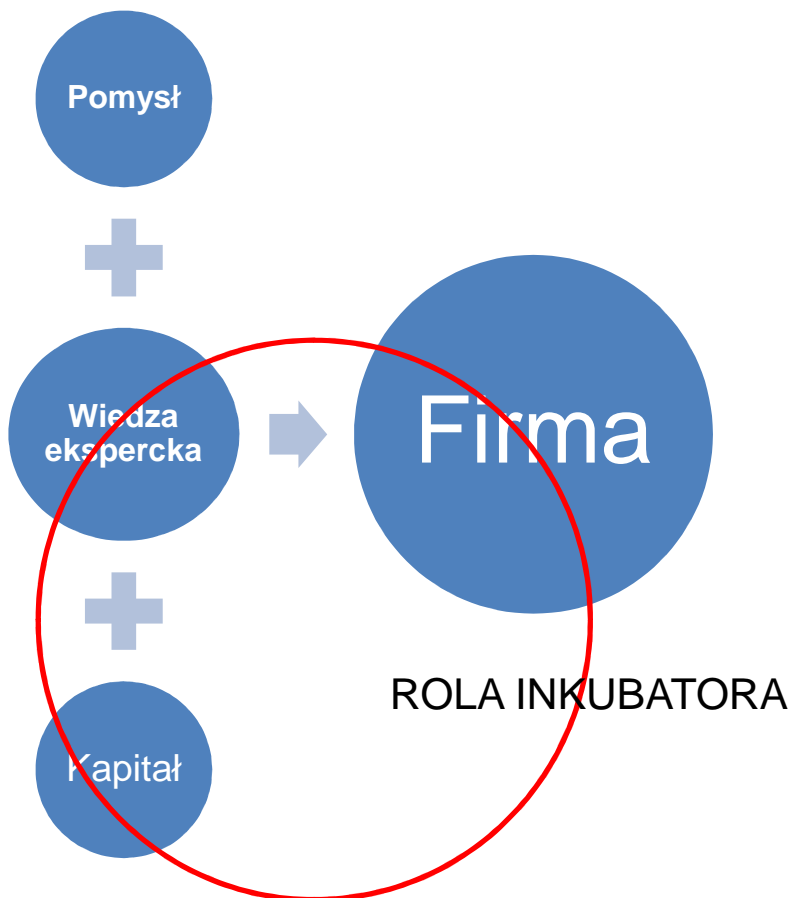 Pomysł
Wiedza
ekspercka
Firma
ROLA INKUBATORA
Kapitał